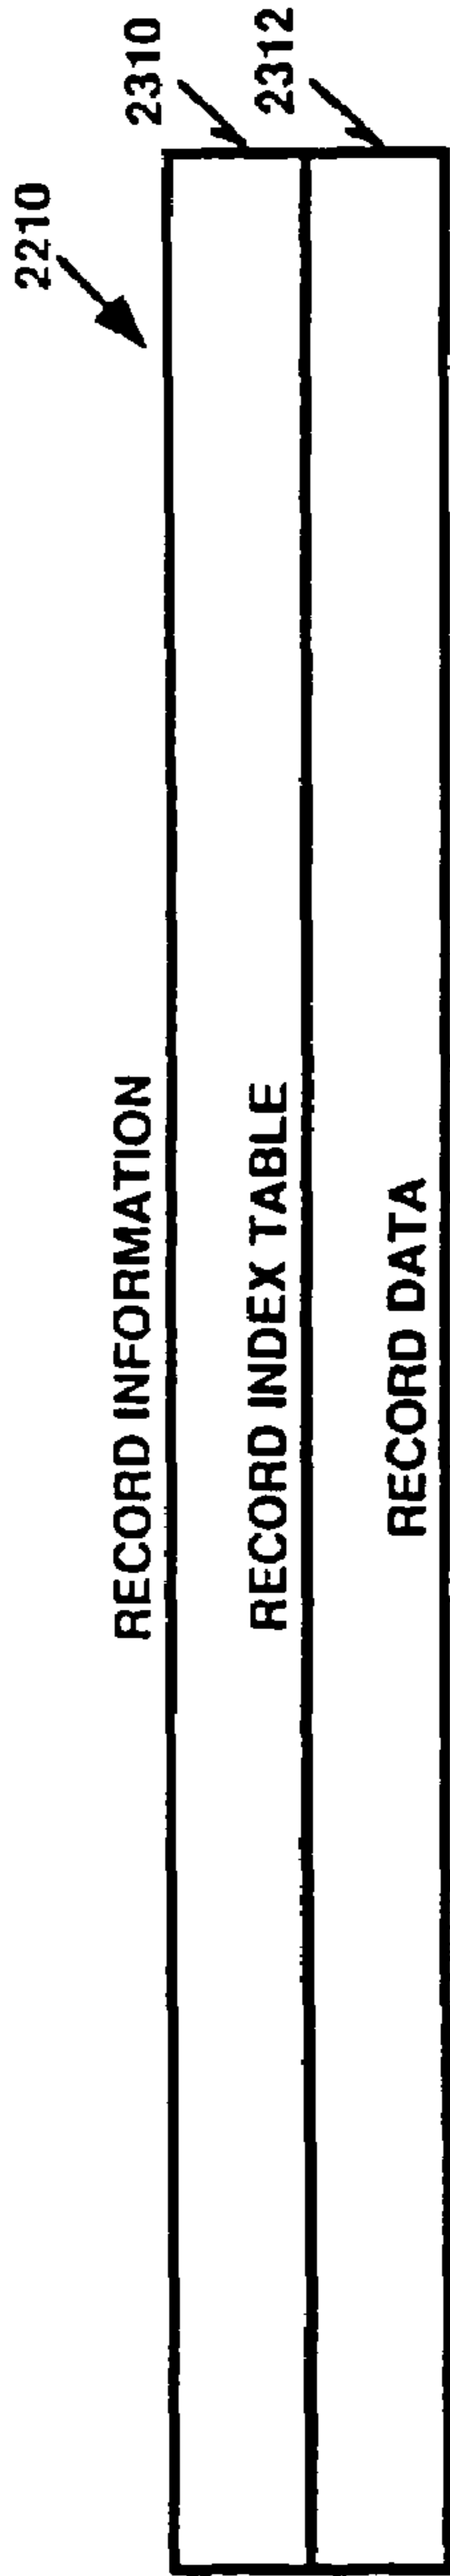 2210
RECORD INFORMATION
2310
RECORD INDEX TABLE
2312
RECORD DATA